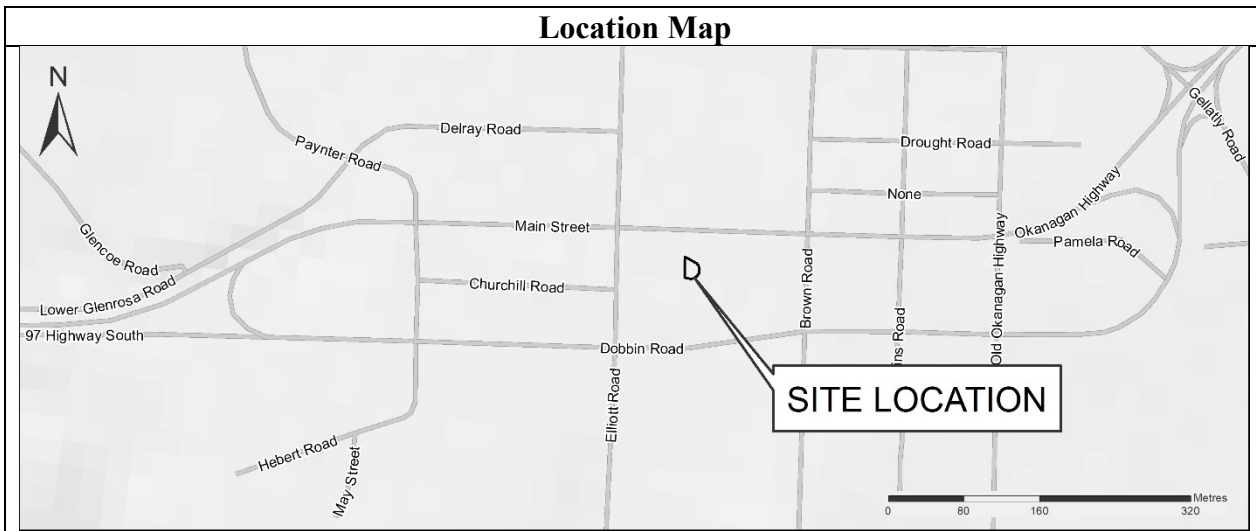 Location Map
N
Delray Road
Paynter Road
Drought Road
Gellatly Road
None
Main Street
Okanagan Highway
Pamela Road
Glencoe Road
Churchill Road
Lower Glenrosa Road
97 Highway South
Dobbin Road
Brown Road
ins Road
Old Okanagan Highway
Elliott Road
SITE LOCATION
Hebert Road
May Street
Metres
0 80 160 320